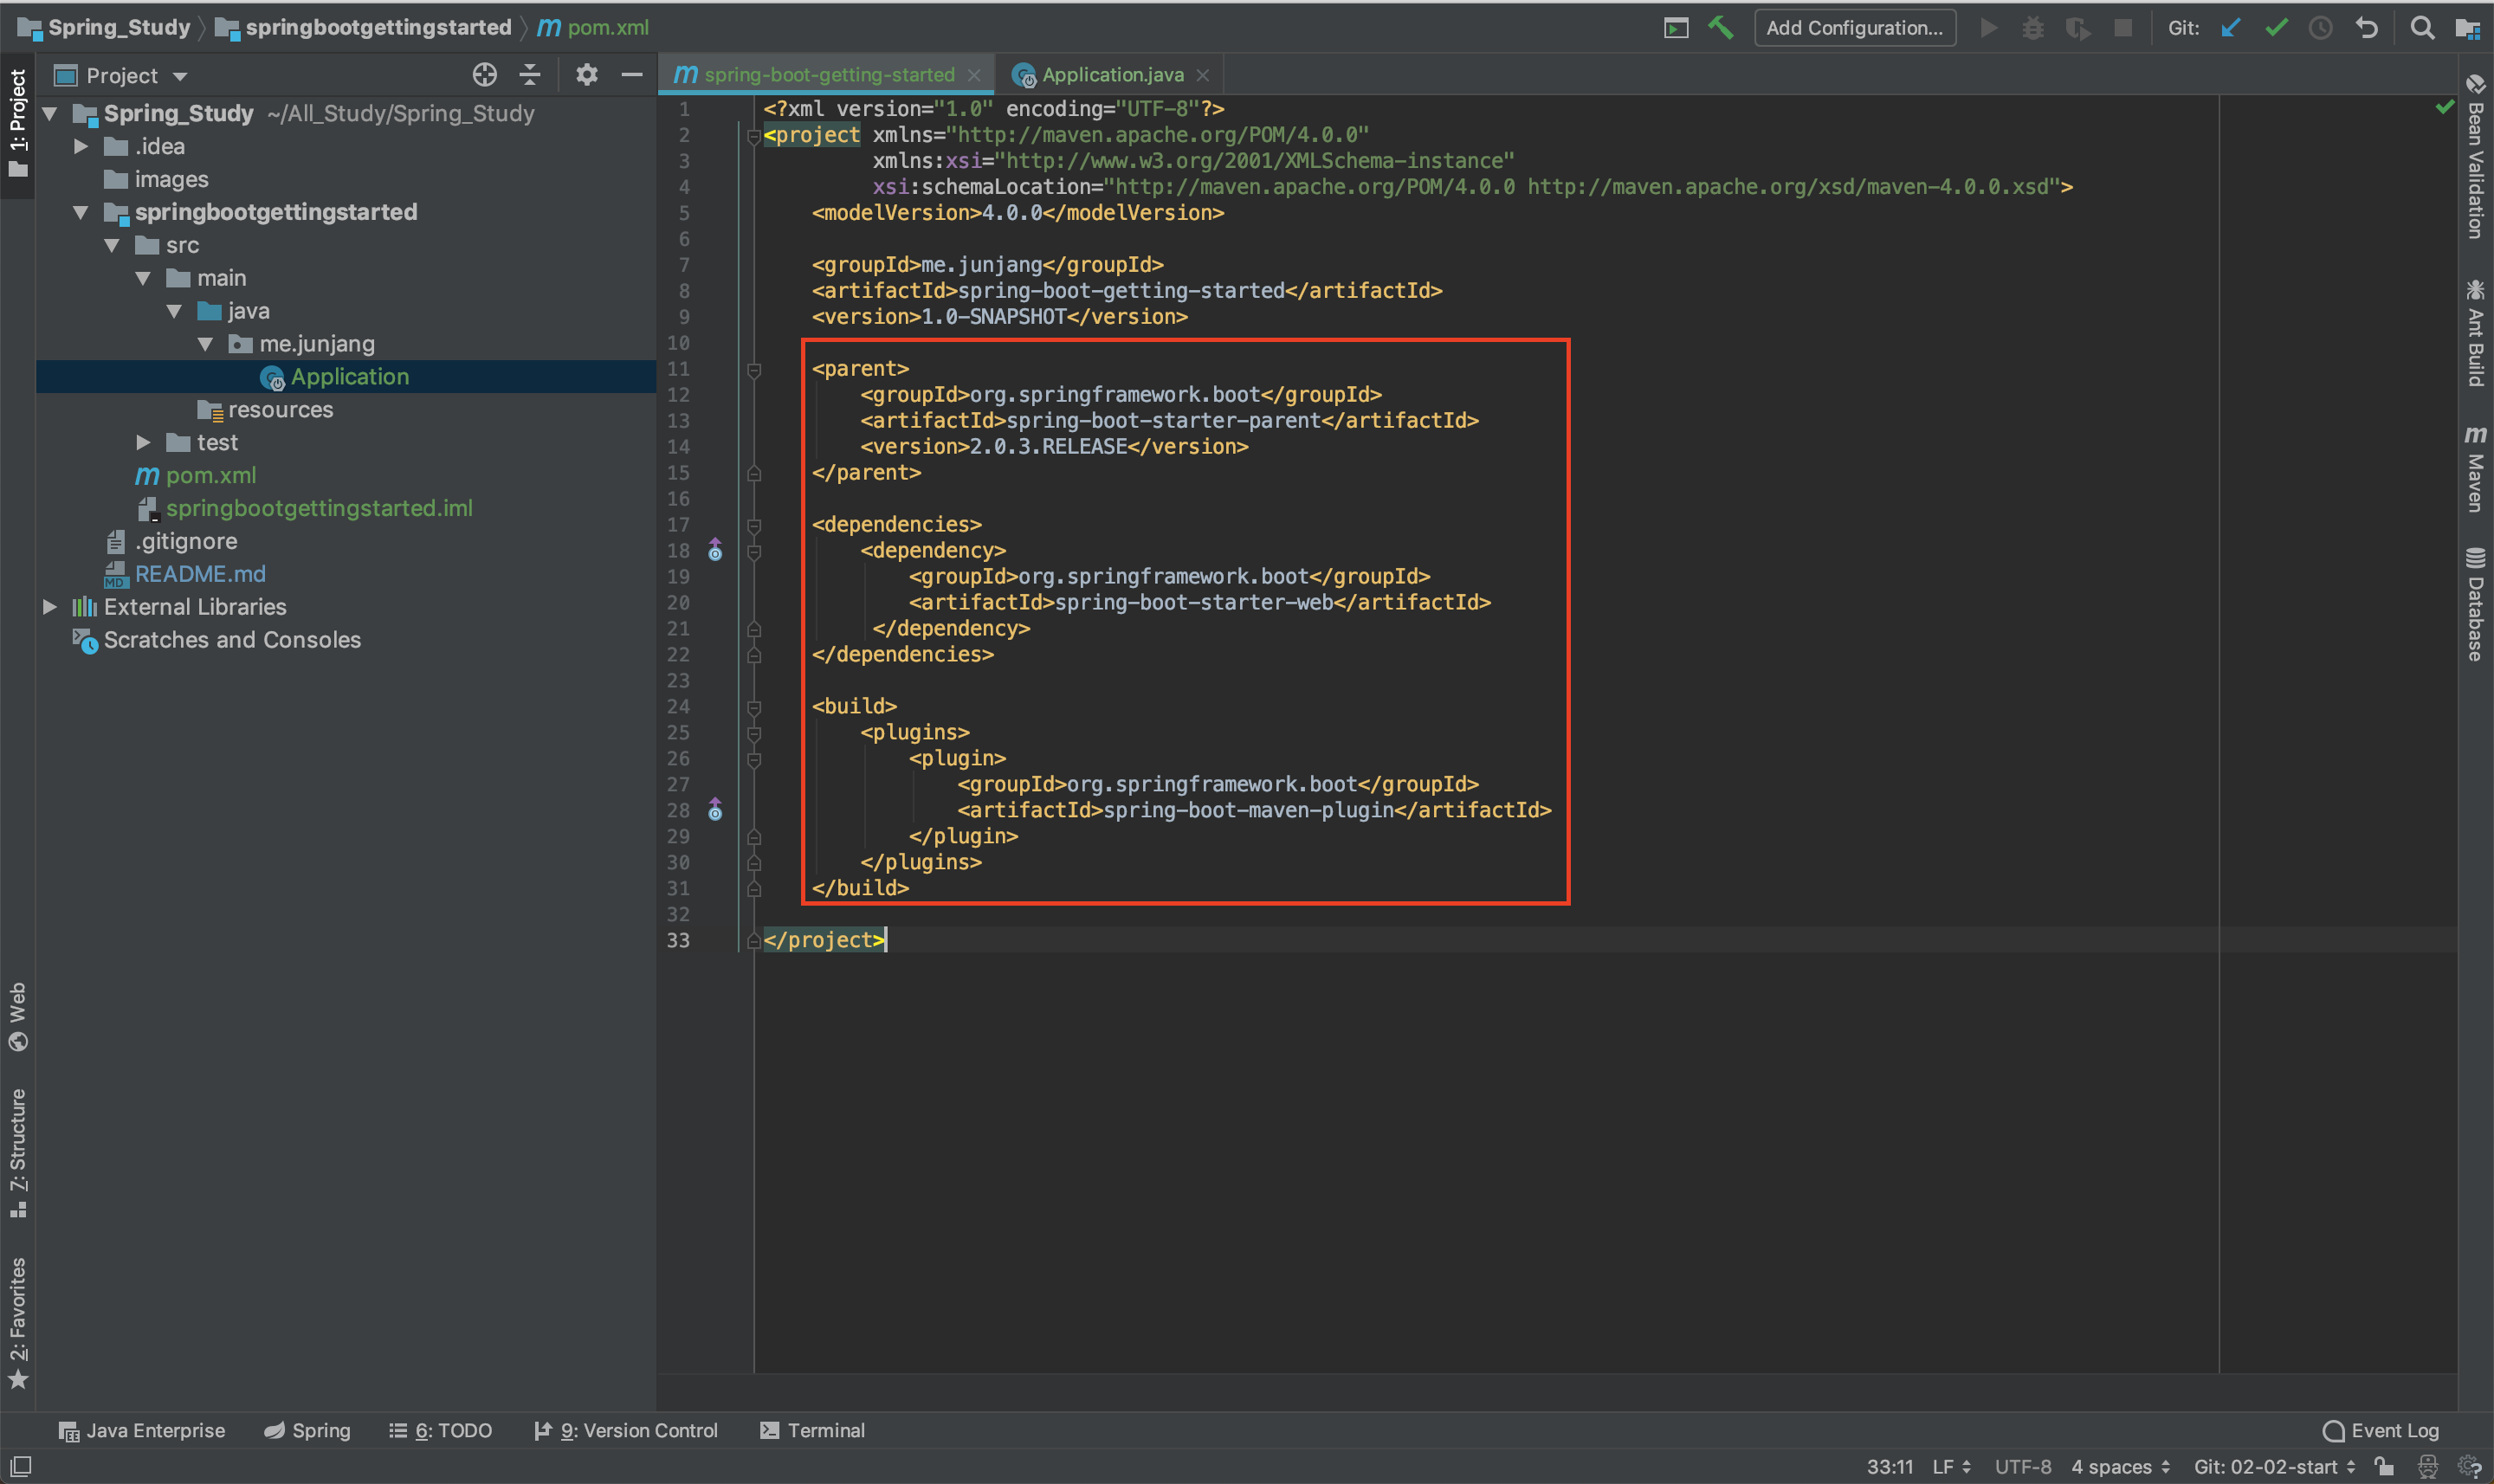 Spring_Study springbootgettingstarted pom.xml
Add Configuration... Git:
Project
spring-boot-getting-started Application.java
1: Project
Web
7: Structure
2: Favorites
Spring_Study ~/All_Study/Spring_Study
.idea
images
springbootgettingstarted
src
main
java
me.junjang
Application
resources
test
pom.xml
springbootgettingstarted.iml
.gitignore
README.md
External Libraries
Scratches and Consoles
1 <?xml version="1.0" encoding="UTF-8"?>
2 <project xmlns="http://maven.apache.org/POM/4.0.0"
3 xmlns:xsi="http://www.w3.org/2001/XMLSchema-instance"
4 xsi:schemaLocation="http://maven.apache.org/POM/4.0.0 http://maven.apache.org/xsd/maven-4.0.0.xsd">
5 <modelVersion>4.0.0</modelVersion>
6
7 <groupId>me.junjang</groupId>
8 <artifactId>spring-boot-getting-started</artifactId>
9 <version>1.0-SNAPSHOT</version>
10
11 <parent>
12 <groupId>org.springframework.boot</groupId>
13 <artifactId>spring-boot-starter-parent</artifactId>
14 <version>2.0.3.RELEASE</version>
15 </parent>
16
17 <dependencies>
18 <dependency>
19 <groupId>org.springframework.boot</groupId>
20 <artifactId>spring-boot-starter-web</artifactId>
21 </dependency>
22 </dependencies>
23
24 <build>
25 <plugins>
26 <plugin>
27 <groupId>org.springframework.boot</groupId>
28 <artifactId>spring-boot-maven-plugin</artifactId>
29 </plugin>
30 </plugins>
31 </build>
32
33 </project>
Bean Validation
Ant Build
Maven
Database
Java Enterprise Spring 6: TODO 9: Version Control Terminal Event Log
33:11 LF UTF-8 4 spaces Git: 02-02-start